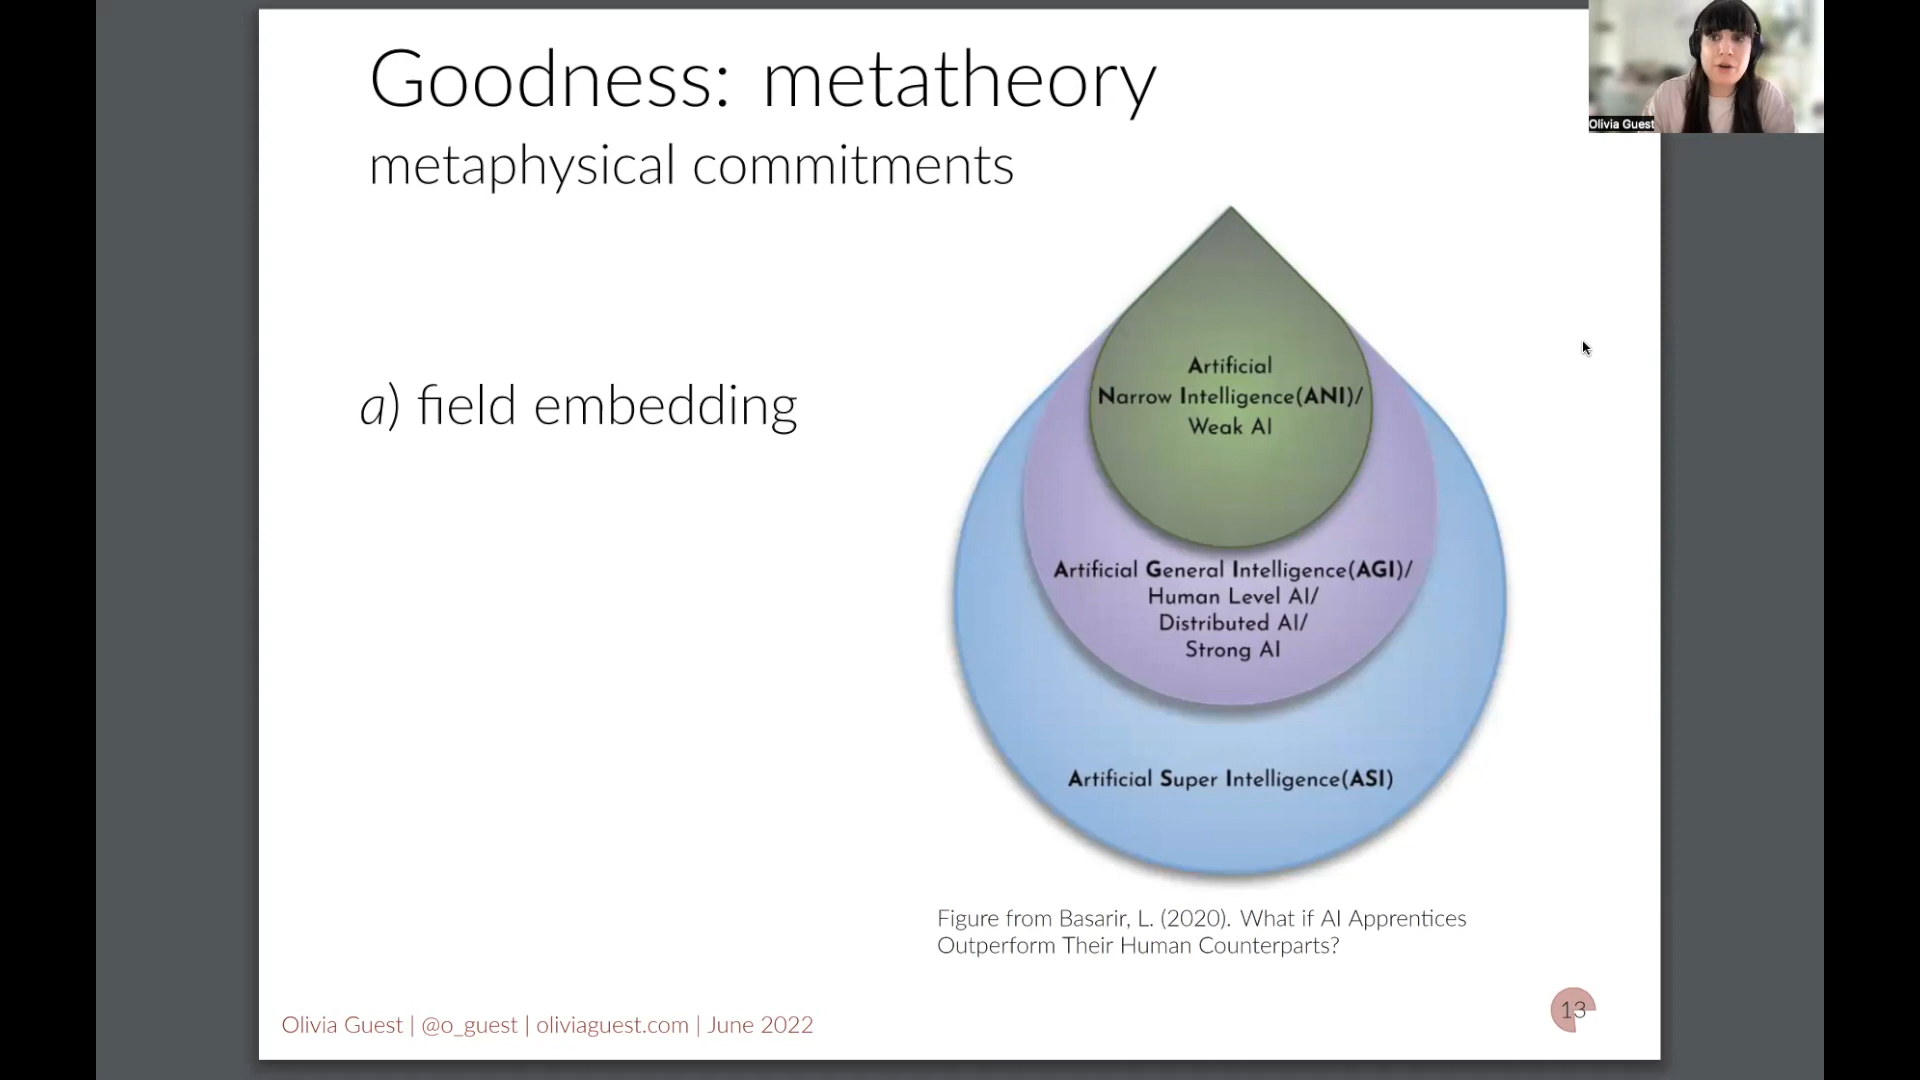 Goodness: metatheory
metaphysical commitments
Olivia Guest
a) field embedding
Artificial
Narrow Intelligence(ANI)/
Weak AI
Artificial General Intelligence(AGI)/
Human Level AI/
Distributed AI/
Strong AI
Artificial Super Intelligence(ASI)
Figure from Basarir, L. (2020). What if AI Apprentices
Outperform Their Human Counterparts?
Olivia Guest | @o_guest | oliviaguest.com | June 2022
13